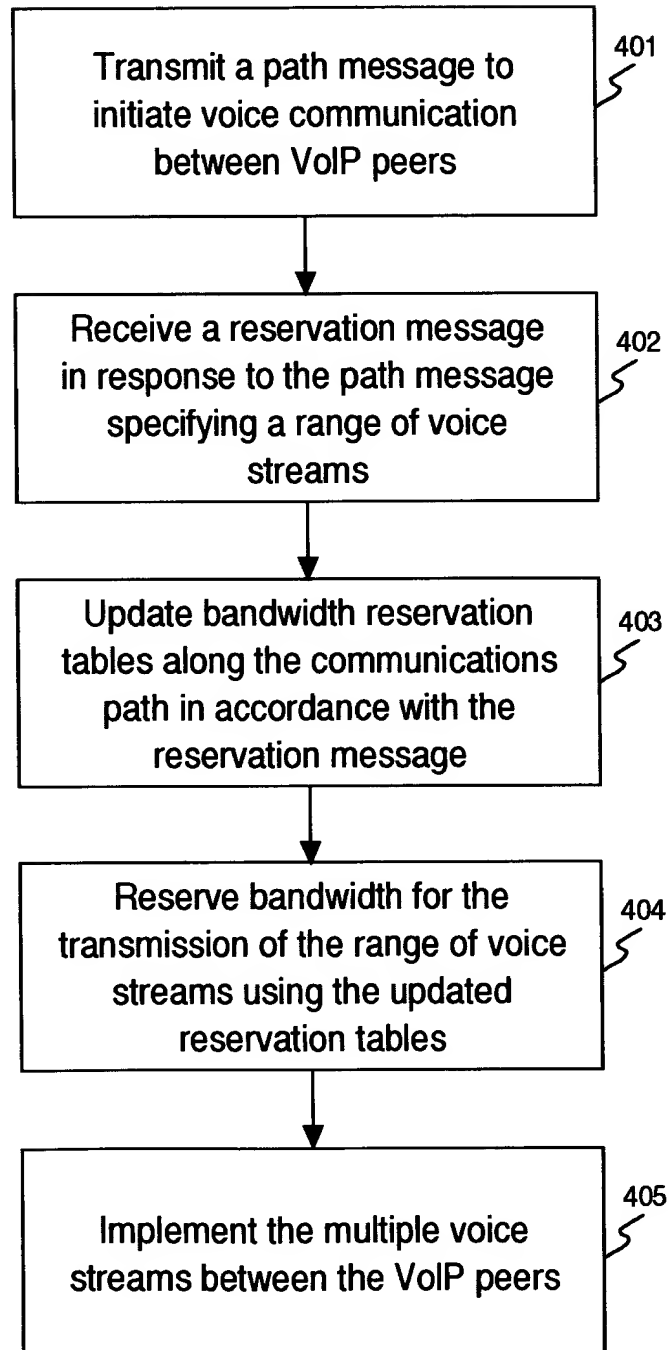 Transmit a path message to
initiate voice communication
between VoIP peers
401
Receive a reservation message
in response to the path message
specifying a range of voice
streams
402
Update bandwidth reservation
tables along the communications
path in accordance with the
reservation message
403
Reserve bandwidth for the
transmission of the range of voice
streams using the updated
reservation tables
404
Implement the multiple voice
streams between the VoIP peers
405